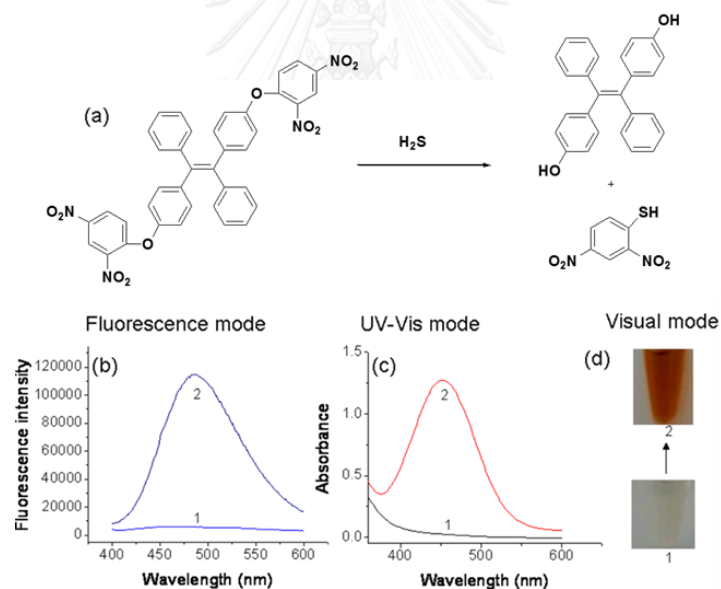 (a)
NO₂
O
NO₂
O₂N
O
NO₂
H₂S
OH
HO
+
SH
O₂N
NO₂
Fluorescence mode
UV-Vis mode
Visual mode
(b)
Fluorescence intensity
120000
100000
80000
60000
40000
20000
0
2
1
400 450 500 550 600
Wavelength (nm)
(c)
Absorbance
1.5
1.0
0.5
0.0
2
1
400 500 600
Wavelength (nm)
(d)
2
1